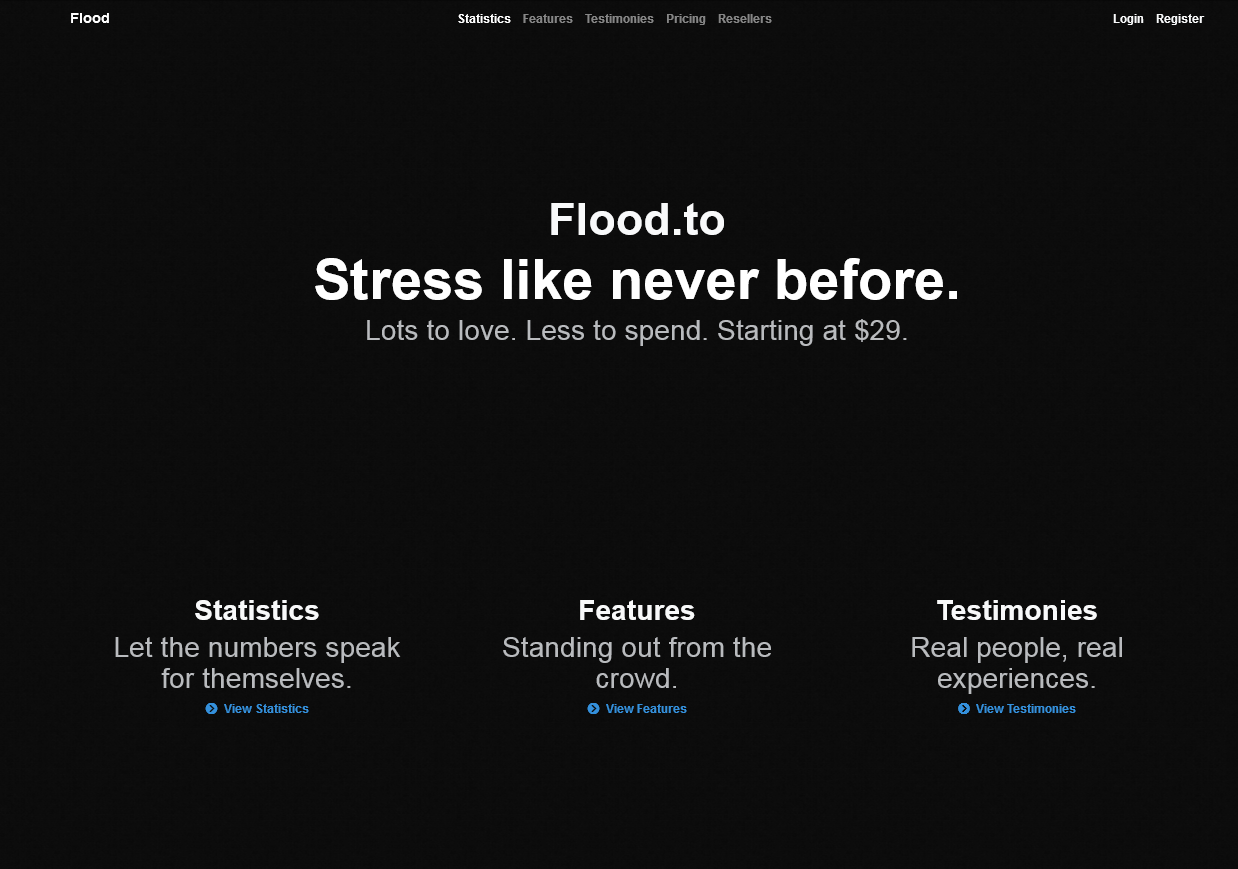 Flood
Statistics Features Testimonies Pricing Resellers
Login Register
Flood.to
Stress like never before.
Lots to love. Less to spend. Starting at $29.
Statistics
Let the numbers speak
for themselves.
View Statistics
Features
Standing out from the
crowd.
View Features
Testimonies
Real people, real
experiences.
View Testimonies